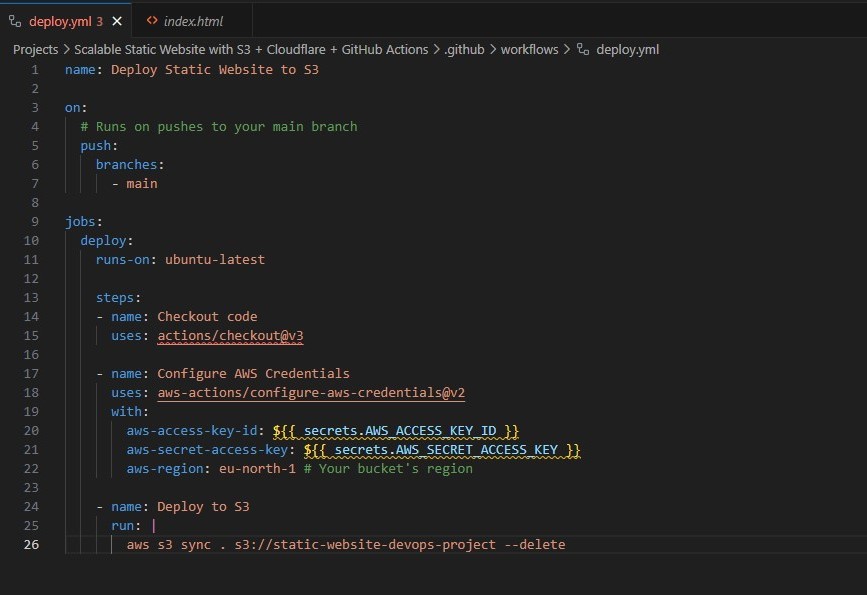 deploy.yml 3 index.html
Projects > Scalable Static Website with S3 + Cloudflare + GitHub Actions > .github > workflows > deploy.yml
1 name: Deploy Static Website to S3
2
3 on:
4 # Runs on pushes to your main branch
5 push:
6 branches:
7 - main
8
9 jobs:
10 deploy:
11 runs-on: ubuntu-latest
12
13 steps:
14 - name: Checkout code
15 uses: actions/checkout@v3
16
17 - name: Configure AWS Credentials
18 uses: aws-actions/configure-aws-credentials@v2
19 with:
20 aws-access-key-id: ${{ secrets.AWS_ACCESS_KEY_ID }}
21 aws-secret-access-key: ${{ secrets.AWS_SECRET_ACCESS_KEY }}
22 aws-region: eu-north-1 # Your bucket's region
23
24 - name: Deploy to S3
25 run: |
26 aws s3 sync . s3://static-website-devops-project --delete